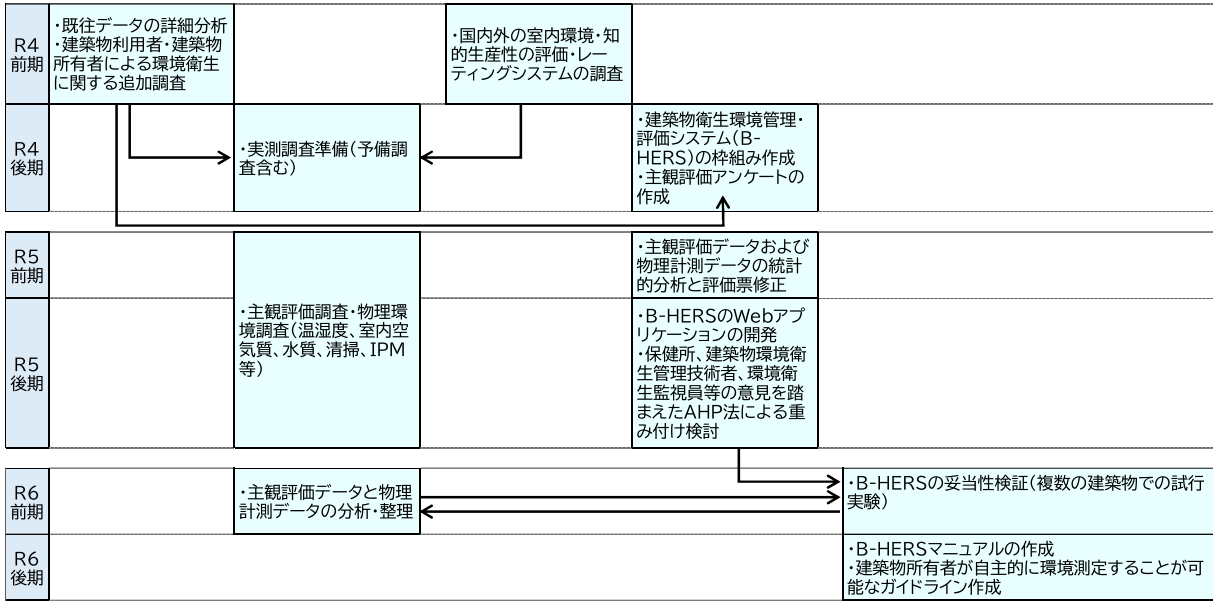 R4
前期
・既往データの詳細分析
・建築物利用者・建築物
所有者による環境衛生
に関する追加調査
・国内外の室内環境・知
的生産性の評価・レー
ティングシステムの調査
R4
後期
・実測調査準備(予備調
査含む)
・建築物衛生環境管理・
評価システム(B-
HERS)の枠組み作成
・主観評価アンケートの
作成
R5
前期
・主観評価データおよび
物理計測データの統計
的分析と評価票修正
R5
後期
・主観評価調査・物理環
境調査(温湿度、室内空
気質、水質、清掃、IPM
等)
・B-HERSのWebアプ
リケーションの開発
・保健所、建築物環境衛
生管理技術者、環境衛
生監視員等の意見を踏
まえたAHP法による重
み付け検討
R6
前期
・主観評価データと物理
計測データの分析・整理
・B-HERSの妥当性検証(複数の建築物での試行
実験)
R6
後期
・B-HERSマニュアルの作成
・建築物所有者が自主的に環境測定することが可
能なガイドライン作成